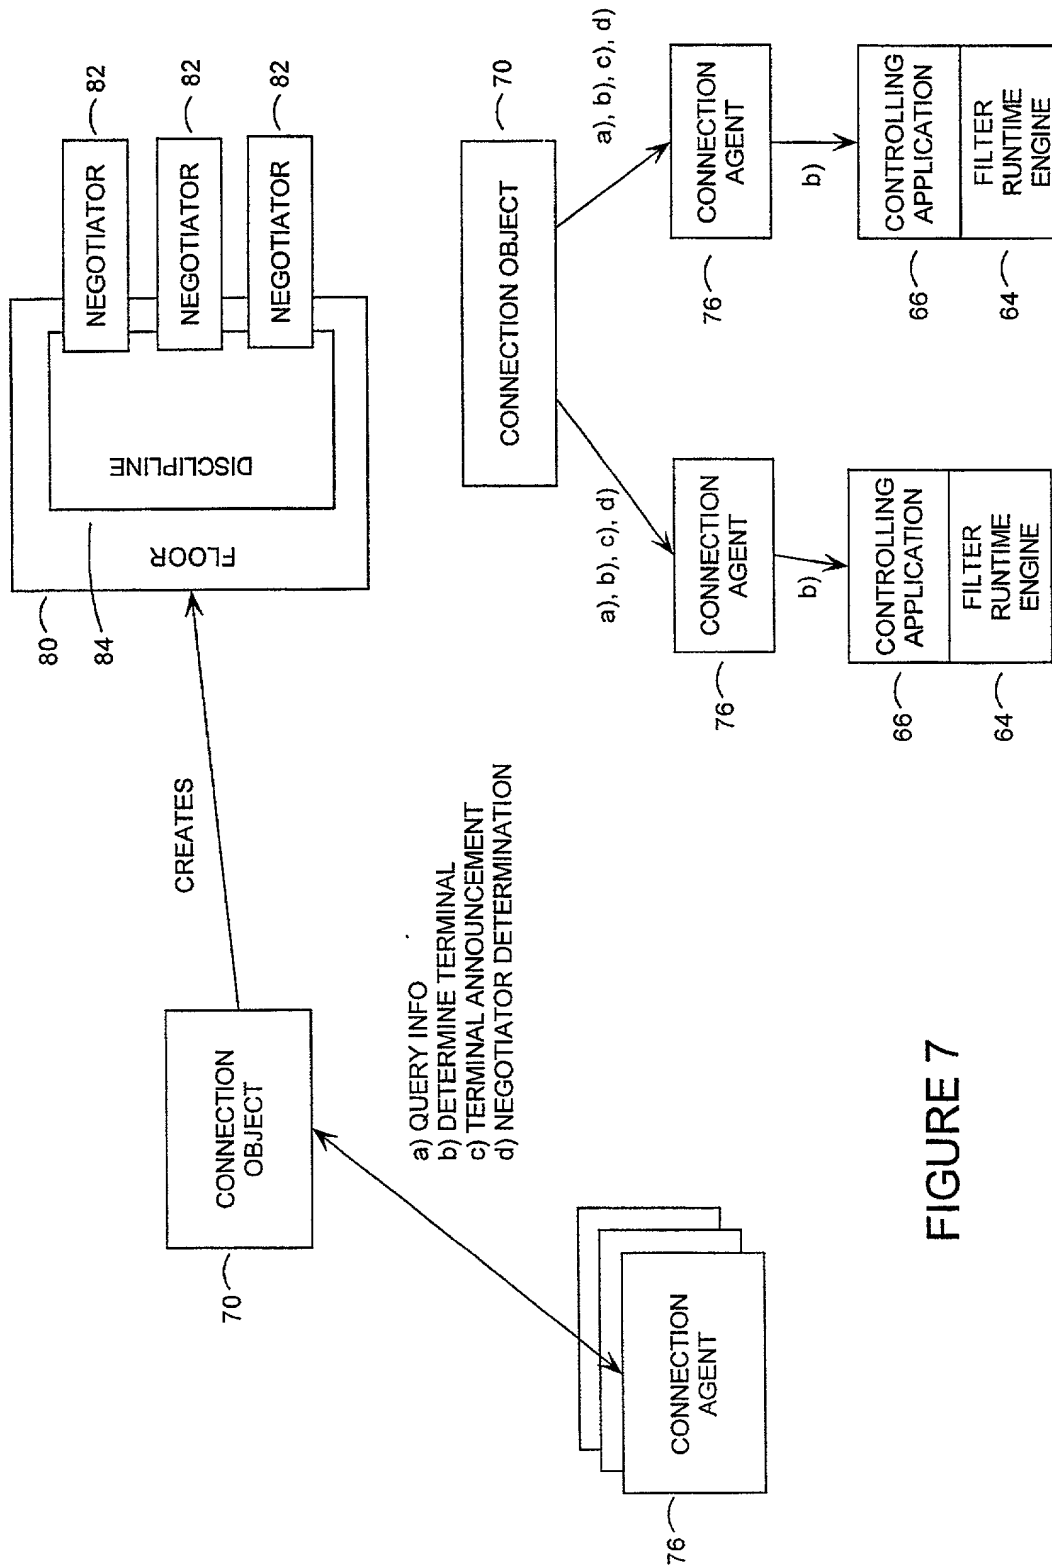 CONNECTION
OBJECT
70
CREATES
80
84
FLOOR
DISCLIPLINE
NEGOTIATOR
82
NEGOTIATOR
82
NEGOTIATOR
82
CONNECTION
AGENT
76
a) QUERY INFO
b) DETERMINE TERMINAL
c) TERMINAL ANNOUNCEMENT
d) NEGOTIATOR DETERMINATION
CONNECTION OBJECT
70
a), b), c), d)
a), b), c), d)
CONNECTION
AGENT
76
b)
CONTROLLING
APPLICATION
66
FILTER
RUNTIME
ENGINE
64
CONNECTION
AGENT
76
b)
CONTROLLING
APPLICATION
66
FILTER
RUNTIME
ENGINE
64
FIGURE 7